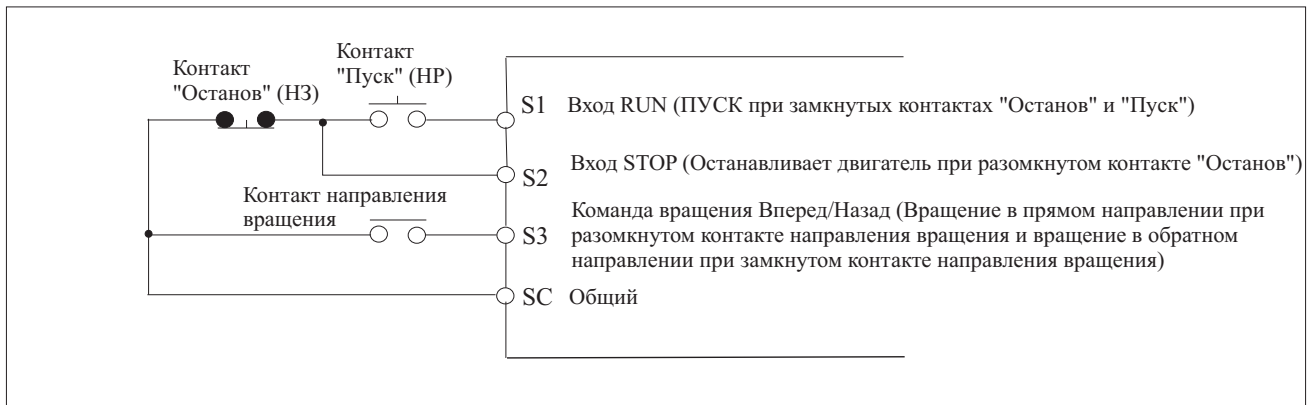 Контакт
"Останов" (НЗ)
Контакт
"Пуск" (НР)
S1 Вход RUN (ПУСК при замкнутых контактах "Останов" и "Пуск")
S2 Вход STOP (Останавливает двигатель при разомкнутом контакте "Останов")
Контакт направления
вращения
S3 Команда вращения Вперед/Назад (Вращение в прямом направлении при
разомкнутом контакте направления вращения и вращение в обратном
направлении при замкнутом контакте направления вращения)
SC Общий